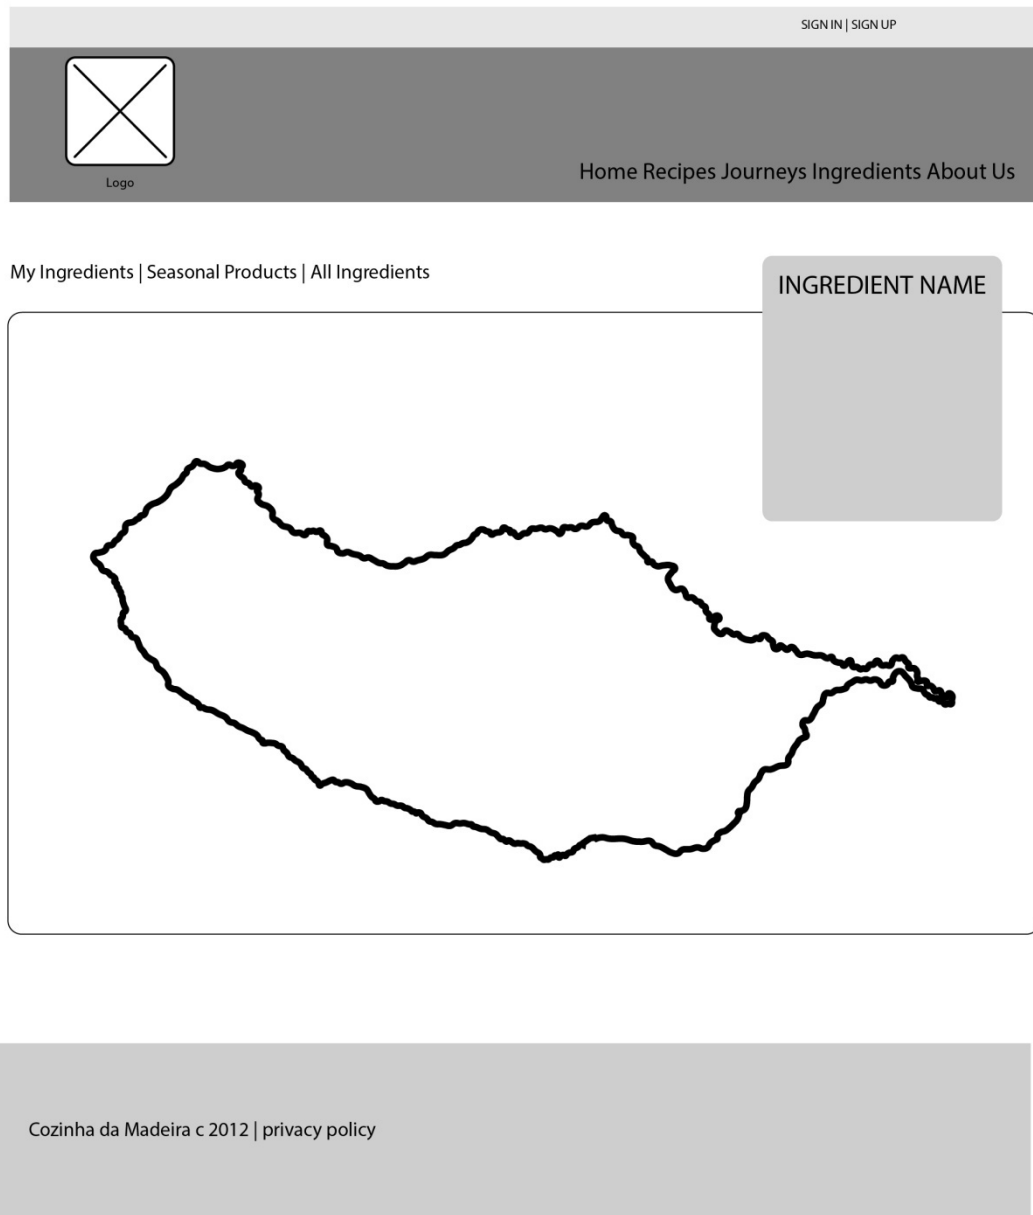 SIGN IN | SIGN UP
Logo
Home Recipes Journeys Ingredients About Us
My Ingredients | Seasonal Products | All Ingredients
INGREDIENT NAME
Cozinha da Madeira c 2012 | privacy policy